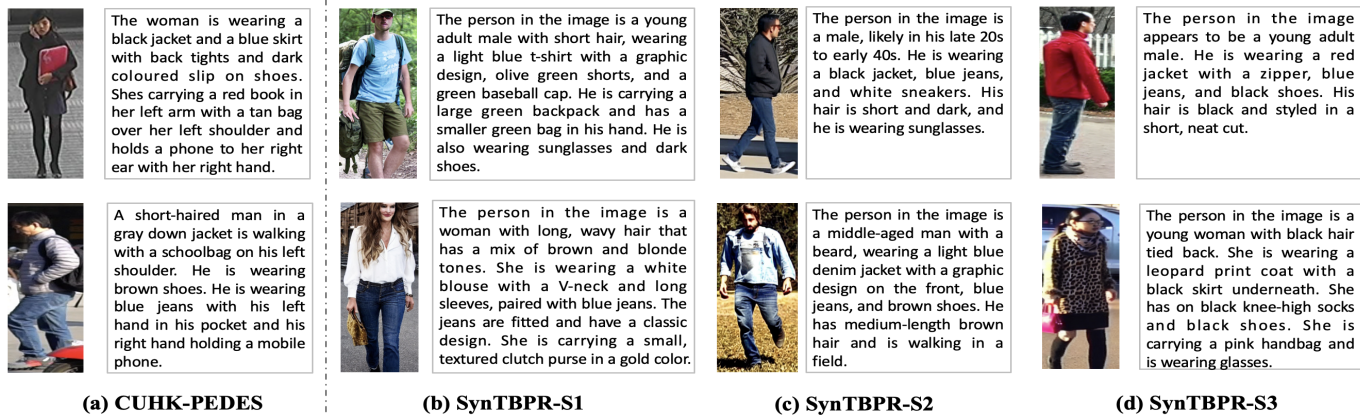 The woman is wearing a
black jacket and a blue skirt
with back tights and dark
coloured slip on shoes.
Shes carrying a red book in
her left arm with a tan bag
over her left shoulder and
holds a phone to her right
ear with her right hand.
A short-haired man in a
gray down jacket is walking
with a schoolbag on his left
shoulder. He is wearing
brown shoes. He is wearing
blue jeans with his left
hand in his pocket and his
right hand holding a mobile
phone.
(a) CUHK-PEDES
The person in the image is a young
adult male with short hair, wearing
a light blue t-shirt with a graphic
design, olive green shorts, and a
green baseball cap. He is carrying a
large green backpack and has a
smaller green bag in his hand. He is
also wearing sunglasses and dark
shoes.
The person in the image is a
woman with long, wavy hair that
has a mix of brown and blonde
tones. She is wearing a white
blouse with a V-neck and long
sleeves, paired with blue jeans. The
jeans are fitted and have a classic
design. She is carrying a small,
textured clutch purse in a gold color.
(b) SynTBPR-S1
The person in the image is
a male, likely in his late 20s
to early 40s. He is wearing
a black jacket, blue jeans,
and white sneakers. His
hair is short and dark, and
he is wearing sunglasses.
The person in the image is
a middle-aged man with a
beard, wearing a light blue
denim jacket with a graphic
design on the front, blue
jeans, and brown shoes. He
has medium-length brown
hair and is walking in a
field.
(c) SynTBPR-S2
The person in the image
appears to be a young adult
male. He is wearing a red
jacket with a zipper, blue
jeans, and black shoes. His
hair is black and styled in a
short, neat cut.
The person in the image is a
young woman with black hair
tied back. She is wearing a
leopard print coat with a
black skirt underneath. She
has on black knee-high socks
and black shoes. She is
carrying a pink handbag and
is wearing glasses.
(d) SynTBPR-S3